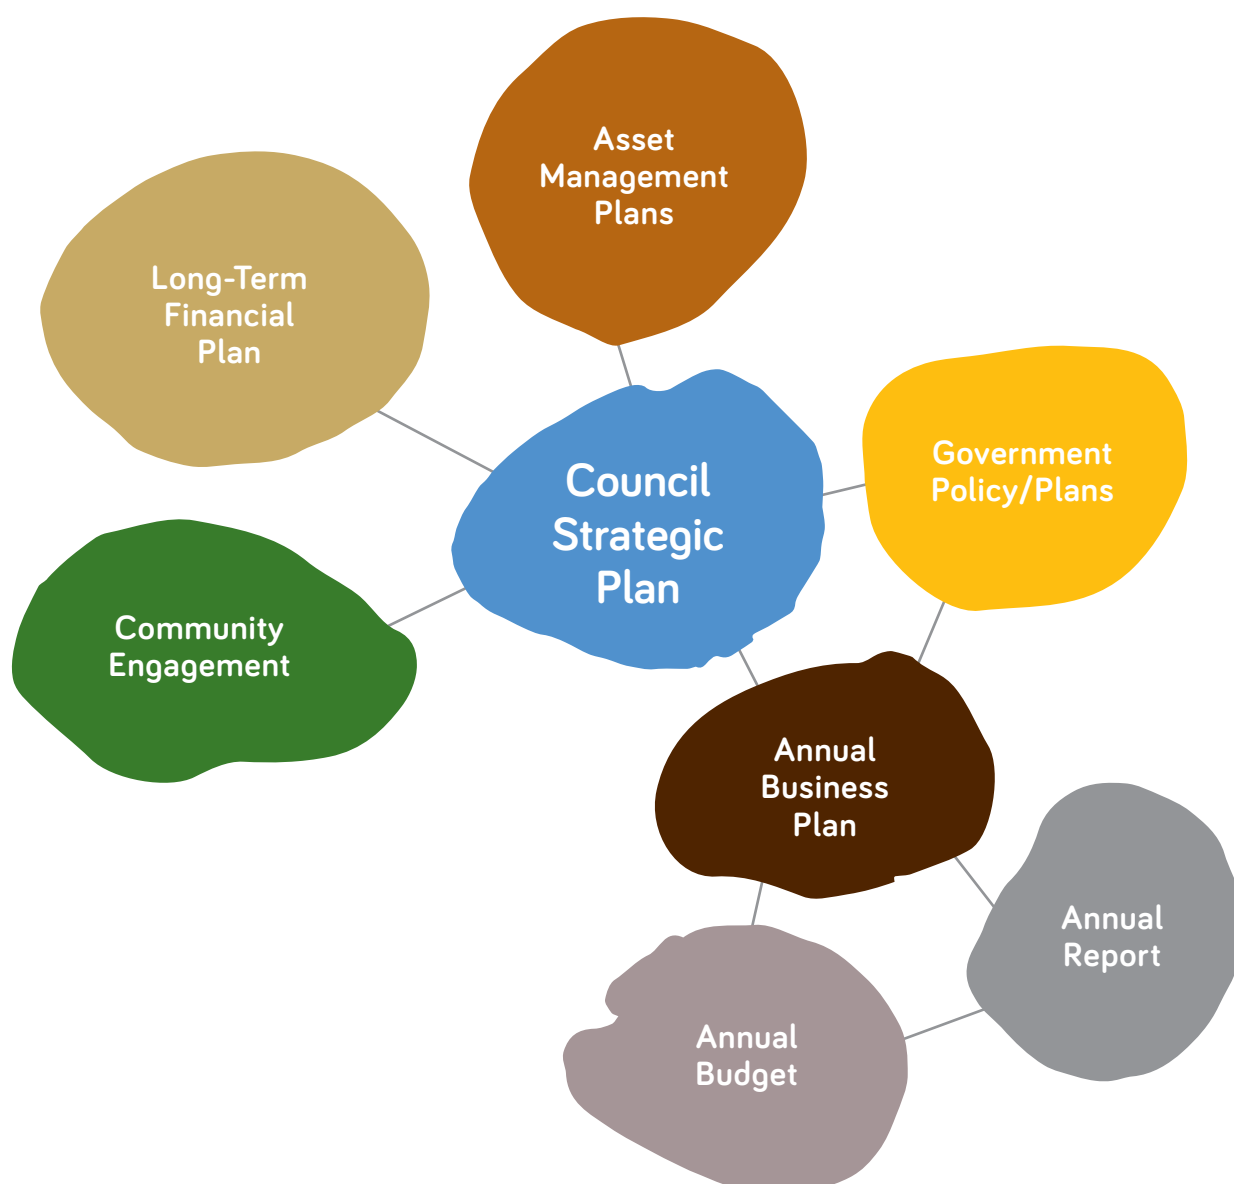 Asset
Management
Plans
Long-Term
Financial
Plan
Government
Policy/Plans
Council
Strategic
Plan
Community
Engagement
Annual
Business
Plan
Annual
Report
Annual
Budget